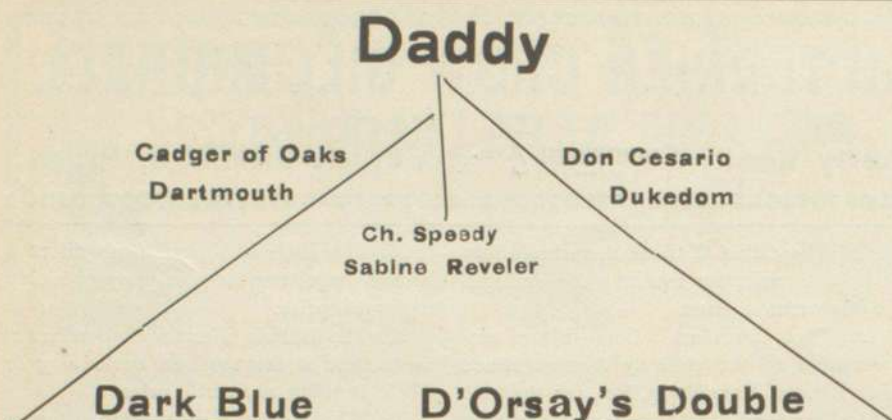 Daddy
Cadger of Oaks
Dartmouth
Don Cesario
Dukedom
Ch. Speedy
Sabine Reveler
Dark Blue
D'Orsay's Double